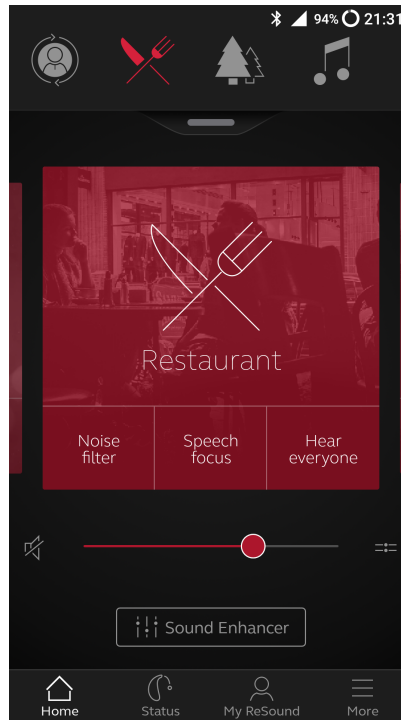 94% 21:31
Restaurant
Noise filter
Speech focus
Hear everyone
Sound Enhancer
Home Status My ReSound More